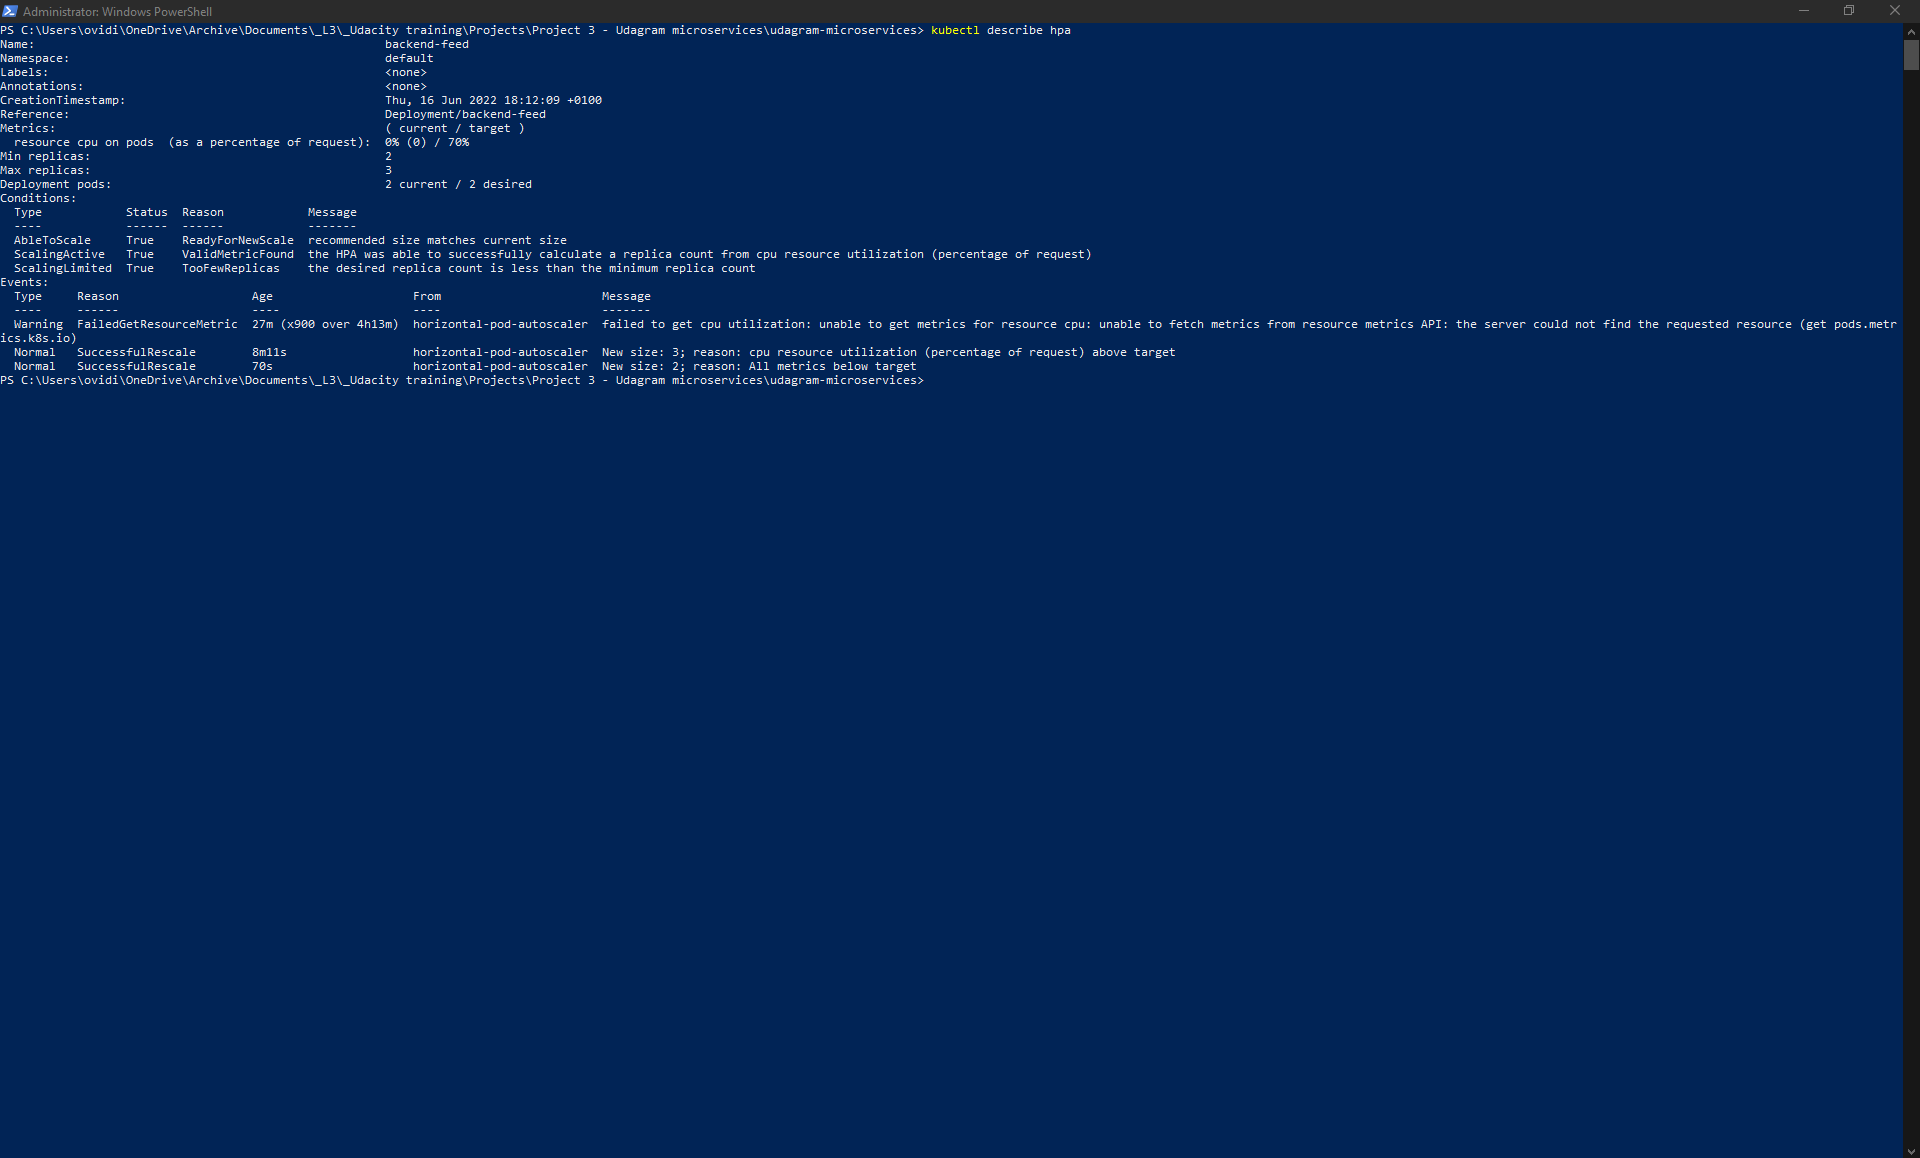 Administrator: Windows PowerShell
PS C:\Users\ovidi\OneDrive\Archive\Documents\_L3\_Udacity training\Projects\Project 3 - Udagram microservices\udagram-microservices> kubectl describe hpa
Name:                                                  backend-feed
Namespace:                                             default
Labels:                                                <none>
Annotations:                                           <none>
CreationTimestamp:                                     Thu, 16 Jun 2022 18:12:09 +0100
Reference:                                             Deployment/backend-feed
Metrics:                                               ( current / target )
  resource cpu on pods  (as a percentage of request):  0% (0) / 70%
Min replicas:                                          2
Max replicas:                                          3
Deployment pods:                                       2 current / 2 desired
Conditions:
  Type            Status  Reason            Message
  ----            ------  ------            -------
  AbleToScale     True    ReadyForNewScale  recommended size matches current size
  ScalingActive   True    ValidMetricFound  the HPA was able to successfully calculate a replica count from cpu resource utilization (percentage of request)
  ScalingLimited  True    TooFewReplicas    the desired replica count is less than the minimum replica count
Events:
  Type     Reason                   Age                    From                       Message
  ----     ------                   ----                   ----                       -------
  Warning  FailedGetResourceMetric  27m (x900 over 4h13m)  horizontal-pod-autoscaler  failed to get cpu utilization: unable to get metrics for resource cpu: unable to fetch metrics from resource metrics API: the server could not find the requested resource (get pods.metr
ics.k8s.io)
  Normal   SuccessfulRescale        8m11s                  horizontal-pod-autoscaler  New size: 3; reason: cpu resource utilization (percentage of request) above target
  Normal   SuccessfulRescale        70s                    horizontal-pod-autoscaler  New size: 2; reason: All metrics below target
PS C:\Users\ovidi\OneDrive\Archive\Documents\_L3\_Udacity training\Projects\Project 3 - Udagram microservices\udagram-microservices>